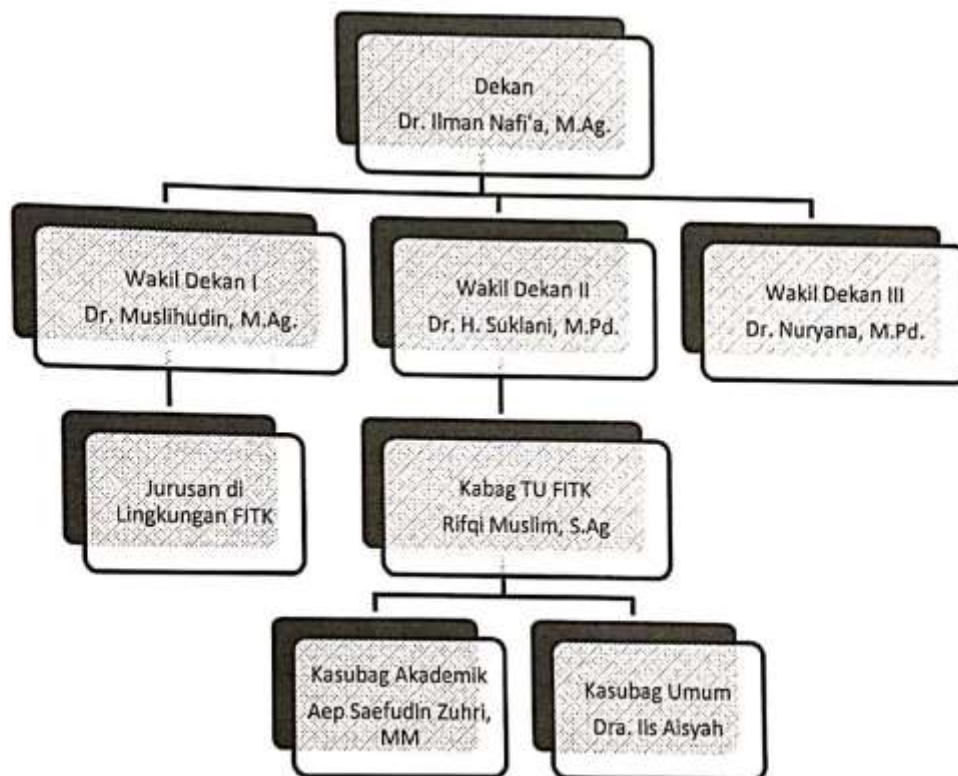 Dekan
Dr. Ilman Nafi'a, M.Ag.
Wakil Dekan I
Dr. Muslihudin, M.Ag.
Wakil Dekan II
Dr. H. Suklani, M.Pd.
Wakil Dekan III
Dr. Nuryana, M.Pd.
Jurusan di
Lingkungan FITK
Kabag TU FITK
Rifqi Muslim, S.Ag
Kasubag Akademik
Aep Saefudin Zuhri,
MM
Kasubag Umum
Dra. Iis Aisyah